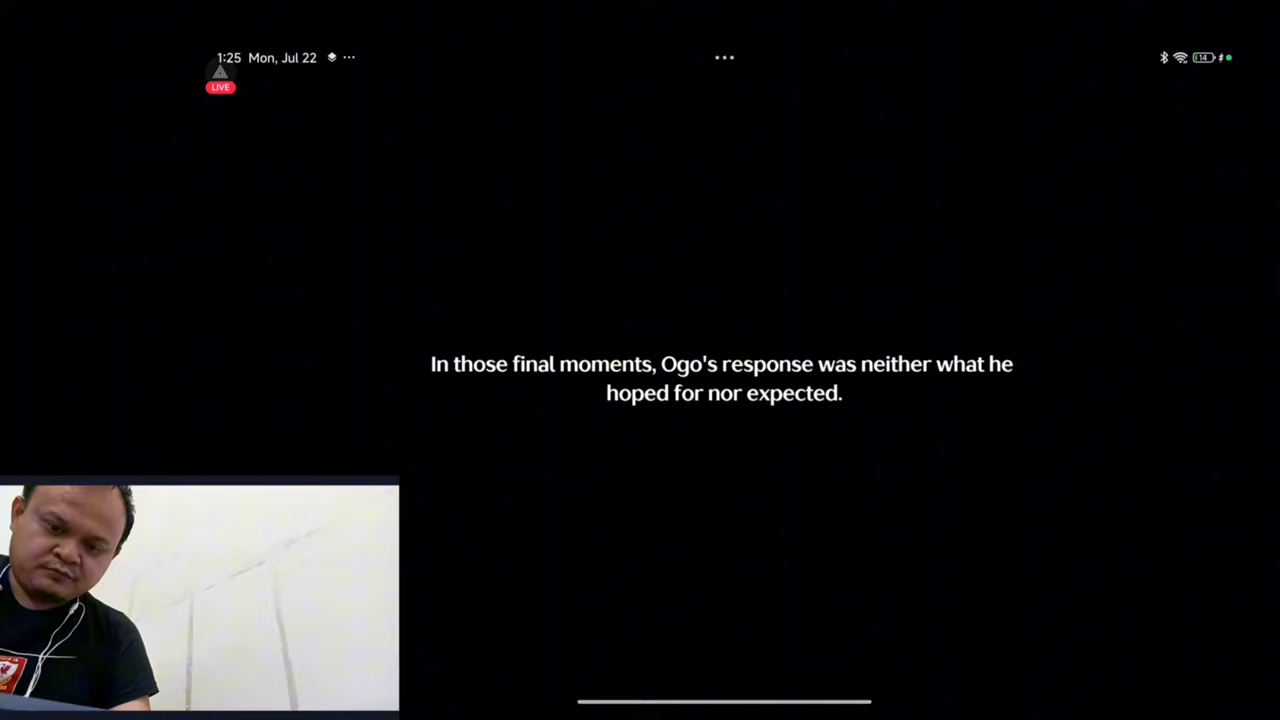 1:25 Mon, Jul 22
LIVE
14
In those final moments, Ogo's response was neither what he
hoped for nor expected.